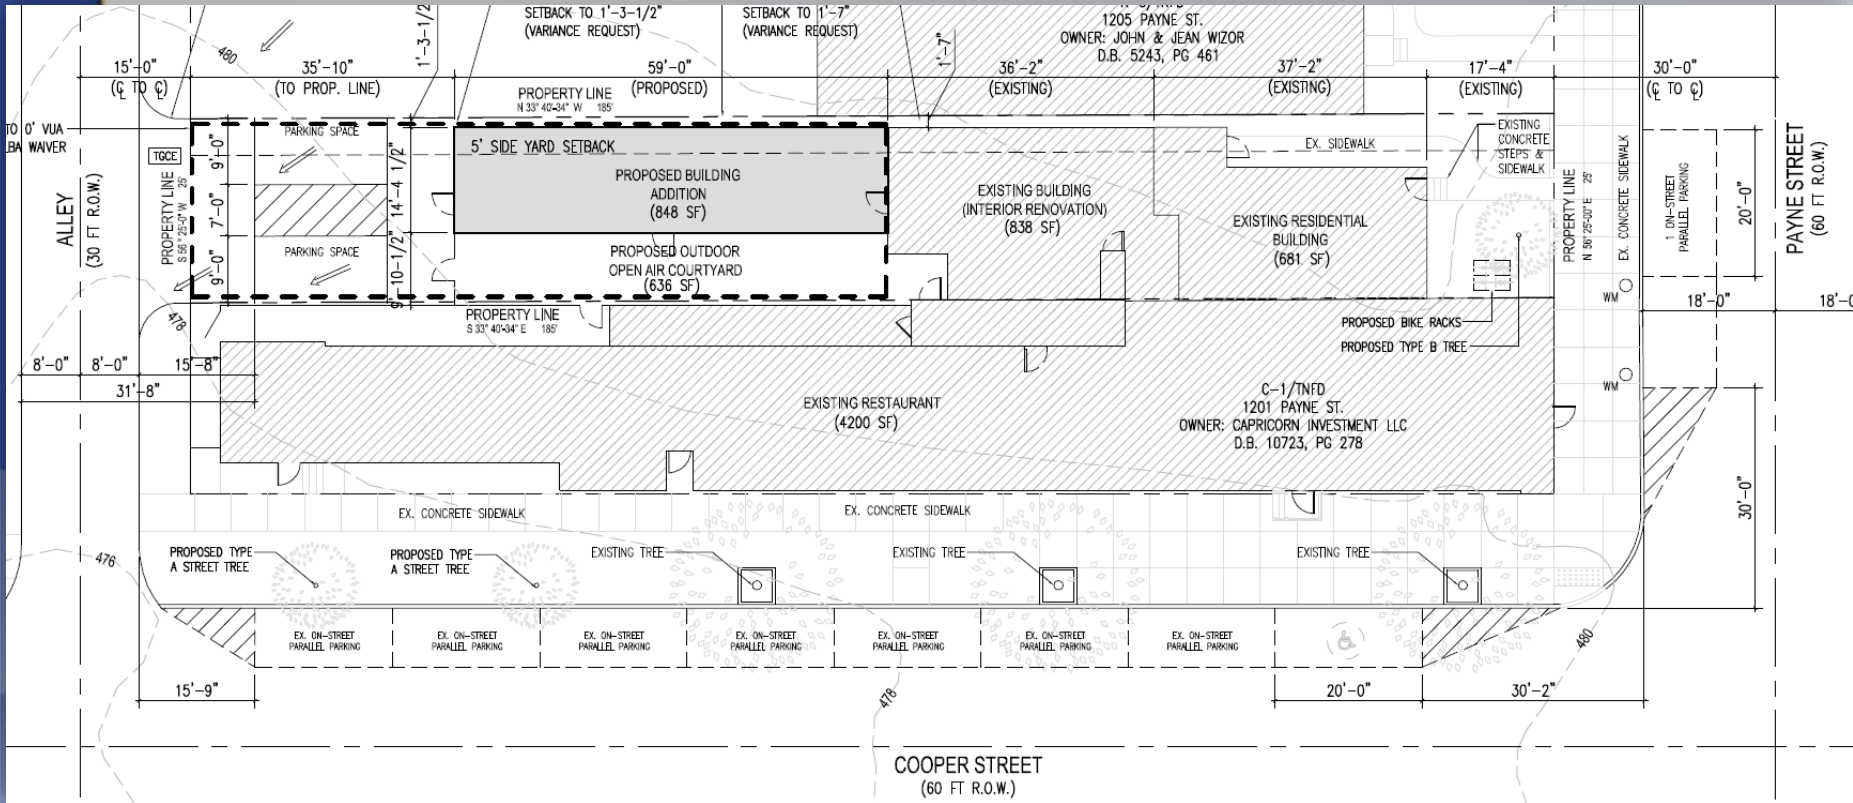 SETBACK TO 1'-3-1/2"
(VARIANCE REQUEST)
SETBACK TO 1'-7"
(VARIANCE REQUEST)
1205 PAYNE ST.
OWNER: JOHN & JEAN WIZOR
D.B. 5243, PG 461
1'-3-1/2
1'-7"
480
15'-0"
(℄ TO ℄)
35'-10"
(TO PROP. LINE)
59'-0"
(PROPOSED)
36'-2"
(EXISTING)
37'-2"
(EXISTING)
17'-4"
(EXISTING)
30'-0"
(℄ TO ℄)
PROPERTY LINE
N 33°40'-34" W 185'
TO 0' VUA
LBA WAIVER
TGCE
ALLEY
(30 FT R.O.W.)
PROPERTY LINE
S 56°25'-0" W 25'
9'-0"
7'-0"
9'-0"
PARKING SPACE
PARKING SPACE
14'-4 1/2"
9'-10-1/2"
5' SIDE YARD SETBACK
PROPOSED BUILDING
ADDITION
(848 SF)
PROPOSED OUTDOOR
OPEN AIR COURTYARD
(636 SF)
EXISTING BUILDING
(INTERIOR RENOVATION)
(838 SF)
EXISTING RESIDENTIAL
BUILDING
(681 SF)
EX. SIDEWALK
EXISTING
CONCRETE
STEPS &
SIDEWALK
PROPERTY LINE
N 56°25'-00" E 25'
EX. CONCRETE SIDEWALK
1 ON-STREET
PARALLEL PARKING
20'-0"
PAYNE STREET
(60 FT R.O.W.)
WM
18'-0"
18'-0
PROPERTY LINE
S 33°40'-34" E 185'
PROPOSED BIKE RACKS
PROPOSED TYPE B TREE
478
8'-0"
8'-0"
15'-8"
31'-8"
WM
EXISTING RESTAURANT
(4200 SF)
C-1/TNFD
1201 PAYNE ST.
OWNER: CAPRICORN INVESTMENT LLC
D.B. 10723, PG 278
30'-0"
EX. CONCRETE SIDEWALK
EX. CONCRETE SIDEWALK
476
PROPOSED TYPE
A STREET TREE
PROPOSED TYPE
A STREET TREE
EXISTING TREE
EXISTING TREE
EXISTING TREE
EX. ON-STREET
PARALLEL PARKING
EX. ON-STREET
PARALLEL PARKING
EX. ON-STREET
PARALLEL PARKING
EX. ON-STREET
PARALLEL PARKING
EX. ON-STREET
PARALLEL PARKING
EX. ON-STREET
PARALLEL PARKING
EX. ON-STREET
PARALLEL PARKING
480
15'-9"
478
20'-0"
30'-2"
COOPER STREET
(60 FT R.O.W.)